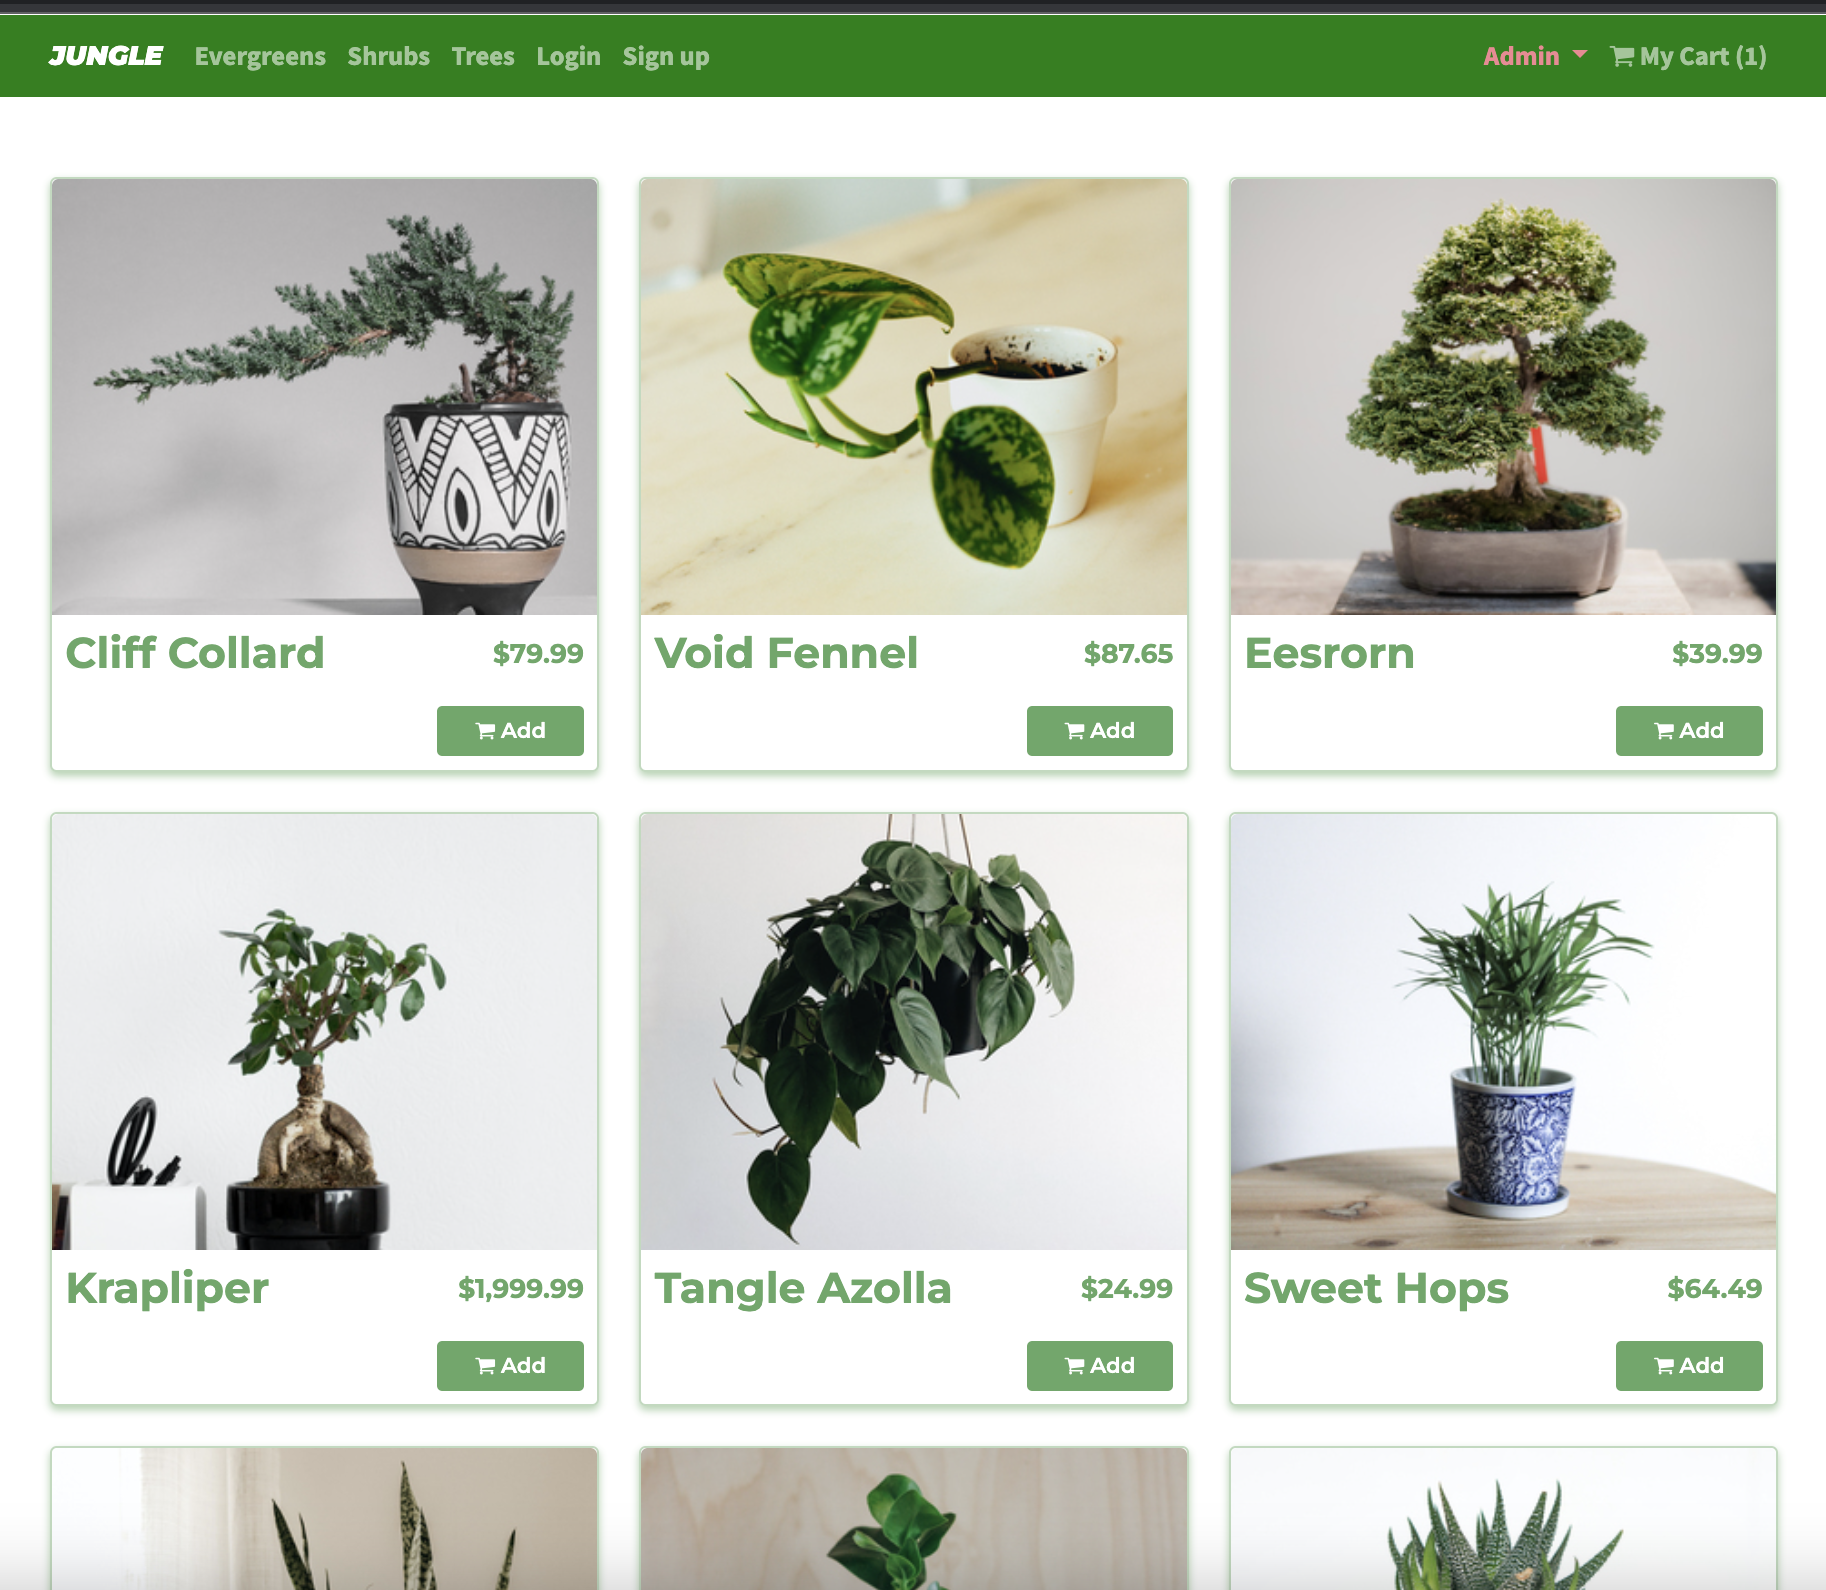 JUNGLE Evergreens Shrubs Trees Login Sign up Admin My Cart (1)
Cliff Collard $79.99
Void Fennel $87.65
Eesrorn $39.99
Add
Add
Add
Krapliper $1,999.99
Tangle Azolla $24.99
Sweet Hops $64.49
Add
Add
Add